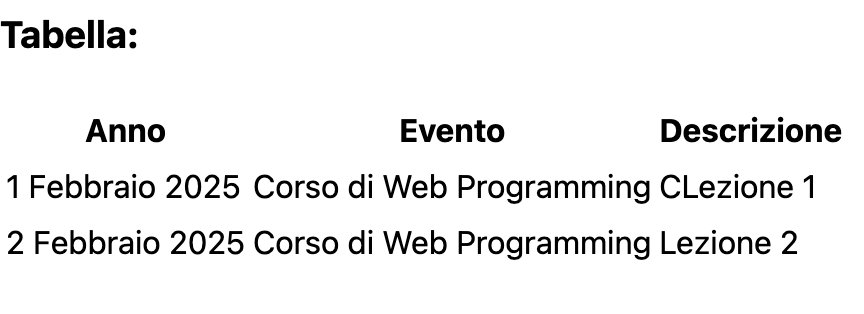 Tabella:
Anno Evento Descrizione
1 Febbraio 2025 Corso di Web Programming CLezione 1
2 Febbraio 2025 Corso di Web Programming Lezione 2